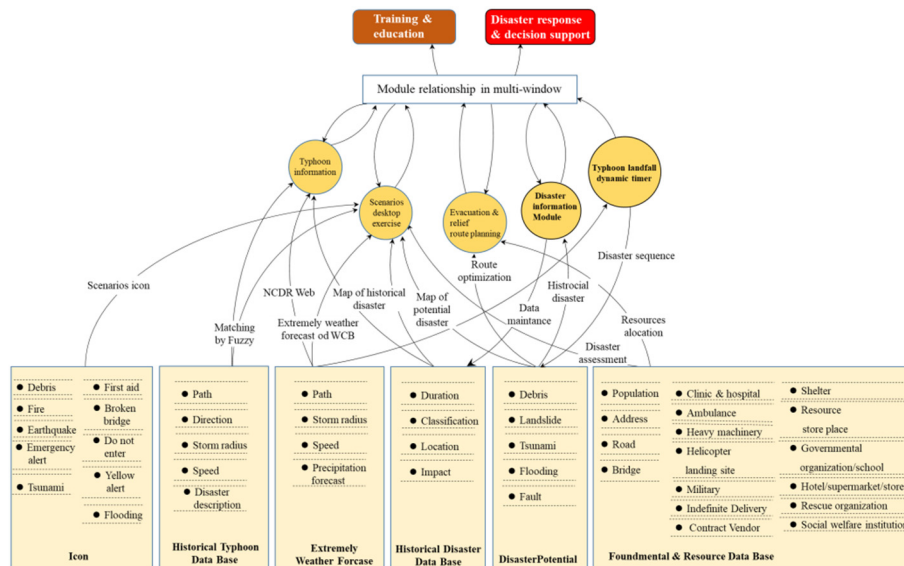 Training &
education
Disaster response
& decision support
Module relationship in multi-window
Typhoon
information
Scenarios
desktop
exercise
Evacuation &
relief
route planning
Disaster
information
Module
Typhoon landfall
dynamic timer
Scenarios icon
Matching
by Fuzzy
NCDR Web
Extremely weather
forecast od WCB
Map of historical
disaster
Map of
potential
disaster
Route
optimization
Data
maintance
Histrocial
disaster
Disaster sequence
Resources
alocation
Disaster
assessment
Debris
Fire
Earthquake
Emergency
alert
Tsunami
First aid
Broken
bridge
Do not
enter
Yellow
alert
Flooding
Icon
Path
Direction
Storm radius
Speed
Disaster
description
Historical Typhoon
Data Base
Path
Storm radius
Speed
Precipitation
forecast
Extremely
Weather Forcase
Duration
Classification
Location
Impact
Historical Disaster
Data Base
Debris
Landslide
Tsunami
Flooding
Fault
DisasterPotential
Population
Address
Road
Bridge
Clinic & hospital
Ambulance
Heavy machinery
Helicopter
landing site
Military
Indefinite Delivery
Contract Vendor
Shelter
Resource
store place
Governmental
organization/school
Hotel/supermarket/store
Rescue organization
Social welfare institution
Foundmental & Resource Data Base